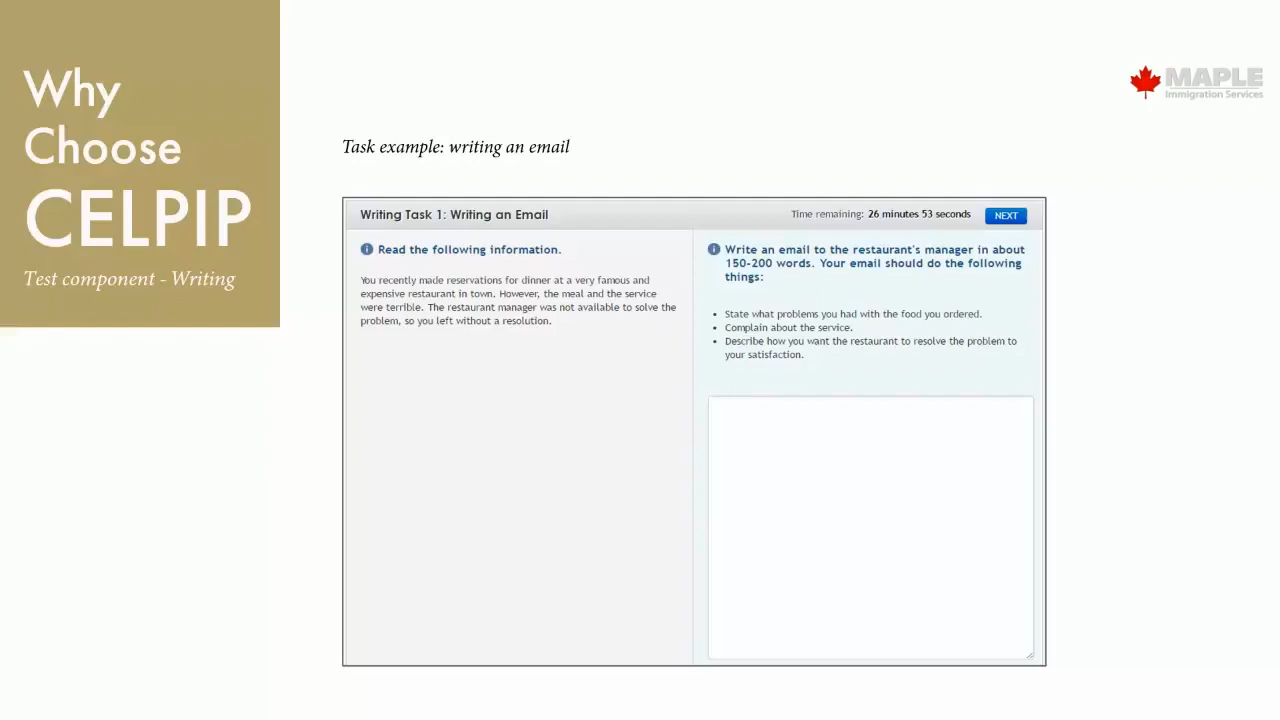 Why
Choose
CELPIP
Test component - Writing
MAPLE
Immigration Services
Task example: writing an email
Writing Task 1: Writing an Email
Time remaining: 26 minutes 53 seconds
NEXT
Read the following information.
You recently made reservations for dinner at a very famous and
expensive restaurant in town. However, the meal and the service
were terrible. The restaurant manager was not available to solve the
problem, so you left without a resolution.
Write an email to the restaurant's manager in about
150-200 words. Your email should do the following
things:
• State what problems you had with the food you ordered.
• Complain about the service.
• Describe how you want the restaurant to resolve the problem to
your satisfaction.